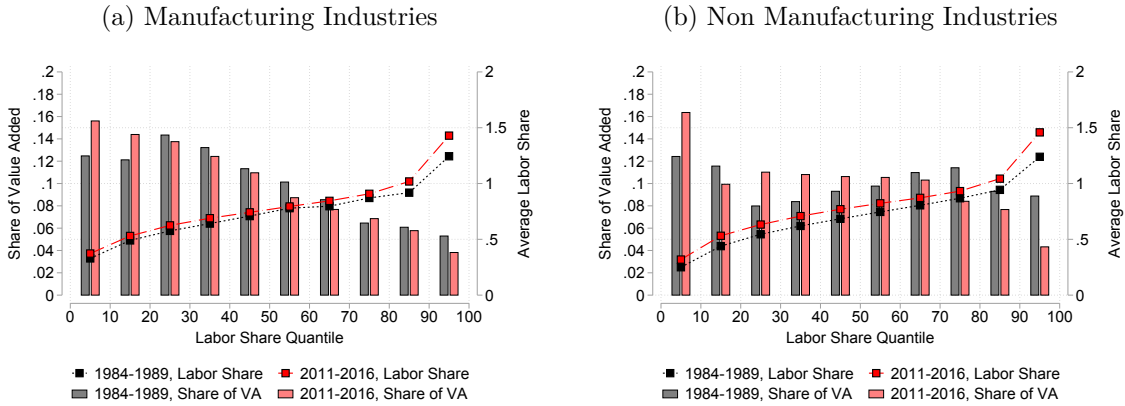 (a) Manufacturing Industries
Share of Value Added
.2
.18
.16
.14
.12
.1
.08
.06
.04
.02
0
2
1.5
1
.5
0
Average Labor Share
0 10 20 30 40 50 60 70 80 90 100
Labor Share Quantile
1984-1989, Labor Share 2011-2016, Labor Share
1984-1989, Share of VA 2011-2016, Share of VA
(b) Non Manufacturing Industries
Share of Value Added
.2
.18
.16
.14
.12
.1
.08
.06
.04
.02
0
2
1.5
1
.5
0
Average Labor Share
0 10 20 30 40 50 60 70 80 90 100
Labor Share Quantile
1984-1989, Labor Share 2011-2016, Labor Share
1984-1989, Share of VA 2011-2016, Share of VA